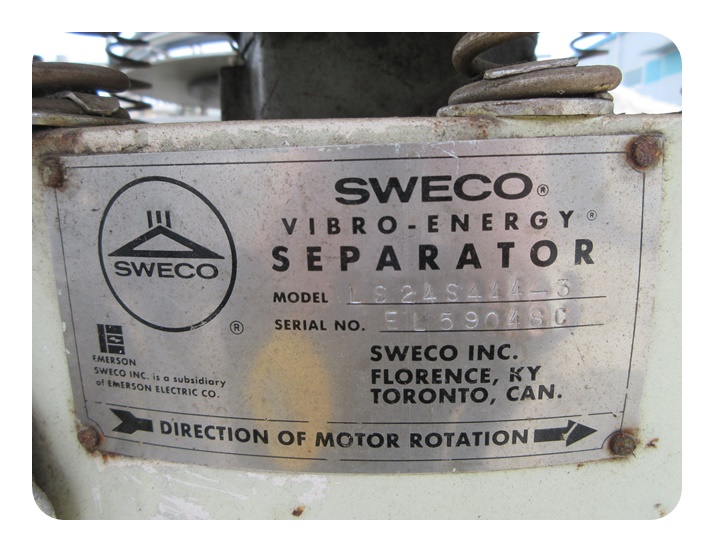 SWECO®
VIBRO-ENERGY®
SEPARATOR
SWECO
®
MODEL LS24S444-3
SERIAL NO.
EMERSON
SWECO INC. is a subsidiary
of EMERSON ELECTRIC CO.
SWECO INC.
FLORENCE, KY
TORONTO, CAN.
DIRECTION OF MOTOR ROTATION